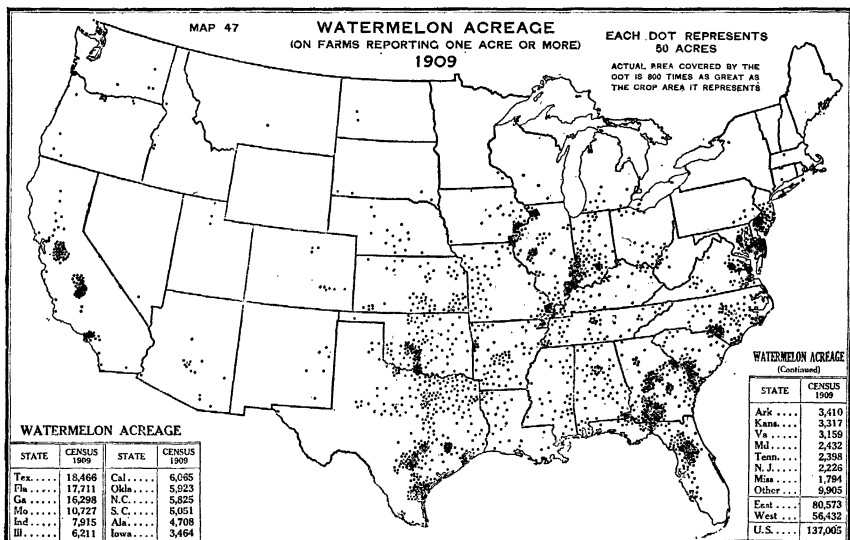 MAP 47
WATERMELON ACREAGE
(ON FARMS REPORTING ONE ACRE OR MORE)
1909
EACH DOT REPRESENTS
50 ACRES
ACTUAL AREA COVERED BY THE
DOT IS 800 TIMES AS GREAT AS
THE CROP AREA IT REPRESENTS
WATERMELON ACREAGE
STATE CENSUS 1909 STATE CENSUS 1909
Tex..... 18,466 Cal..... 6,065
Fla..... 17,711 Okla.... 5,923
Ga..... 16,298 N.C..... 5,825
Mo..... 10,727 S.C..... 5,051
Ind..... 7,915 Ala..... 4,708
Ill..... 6,211 Iowa.... 3,464
WATERMELON ACREAGE
(Continued)
STATE CENSUS 1909
Ark.... 3,410
Kans.... 3,317
Va..... 3,159
Md..... 2,432
Tenn.... 2,398
N.J..... 2,226
Miss.... 1,794
Other... 9,905
East.... 80,573
West... 56,432
U.S..... 137,005